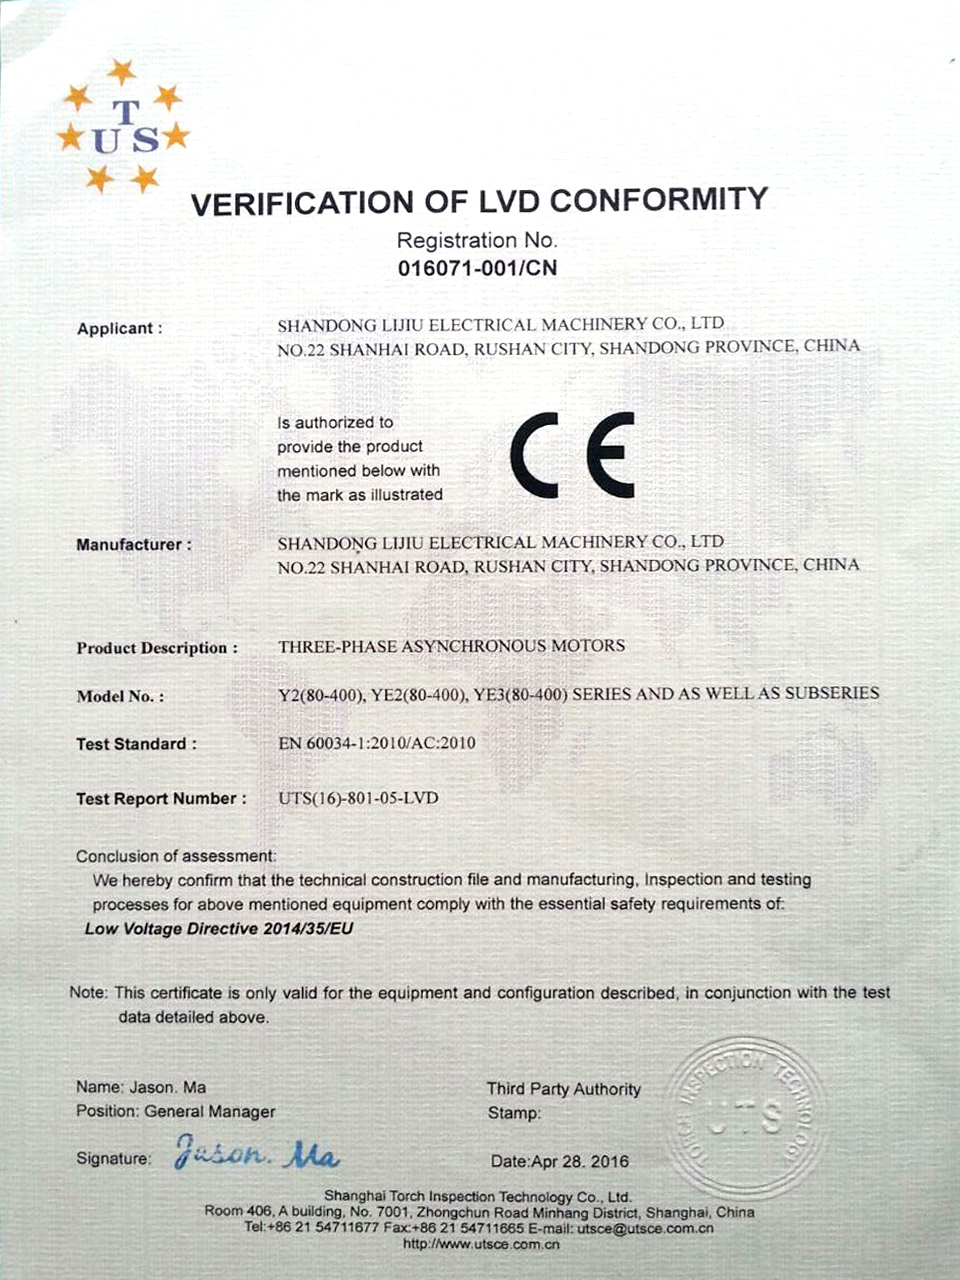 T
U S
VERIFICATION OF LVD CONFORMITY
Registration No.
016071-001/CN
Applicant :
SHANDONG LIJIU ELECTRICAL MACHINERY CO., LTD
NO.22 SHANHAI ROAD, RUSHAN CITY, SHANDONG PROVINCE, CHINA
Is authorized to
provide the product
mentioned below with
the mark as illustrated
CE
Manufacturer :
SHANDONG LIJIU ELECTRICAL MACHINERY CO., LTD
NO.22 SHANHAI ROAD, RUSHAN CITY, SHANDONG PROVINCE, CHINA
Product Description : THREE-PHASE ASYNCHRONOUS MOTORS
Model No. : Y2(80-400), YE2(80-400), YE3(80-400) SERIES AND AS WELL AS SUBSERIES
Test Standard : EN 60034-1:2010/AC:2010
Test Report Number : UTS(16)-801-05-LVD
Conclusion of assessment:
We hereby confirm that the technical construction file and manufacturing, Inspection and testing
processes for above mentioned equipment comply with the essential safety requirements of:
Low Voltage Directive 2014/35/EU
Note: This certificate is only valid for the equipment and configuration described, in conjunction with the test
data detailed above.
Name: Jason. Ma
Position: General Manager
Signature: Jason. Ma
Third Party Authority
Stamp:
Date:Apr 28. 2016
TORCH INSPECTION TECHNOLOGY
UTS
Shanghai Torch Inspection Technology Co., Ltd.
Room 406, A building, No. 7001, Zhongchun Road Minhang District, Shanghai, China
Tel:+86 21 54711677 Fax:+86 21 54711665 E-mail: utsce@utsce.com.cn
http://www.utsce.com.cn